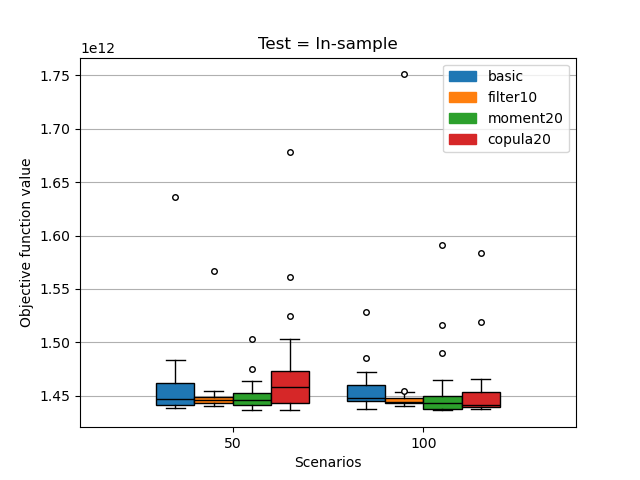 Test = In-sample
1e12
1.75
1.70
1.65
1.60
1.55
1.50
1.45
Objective function value
basic
filter10
moment20
copula20
50
100
Scenarios